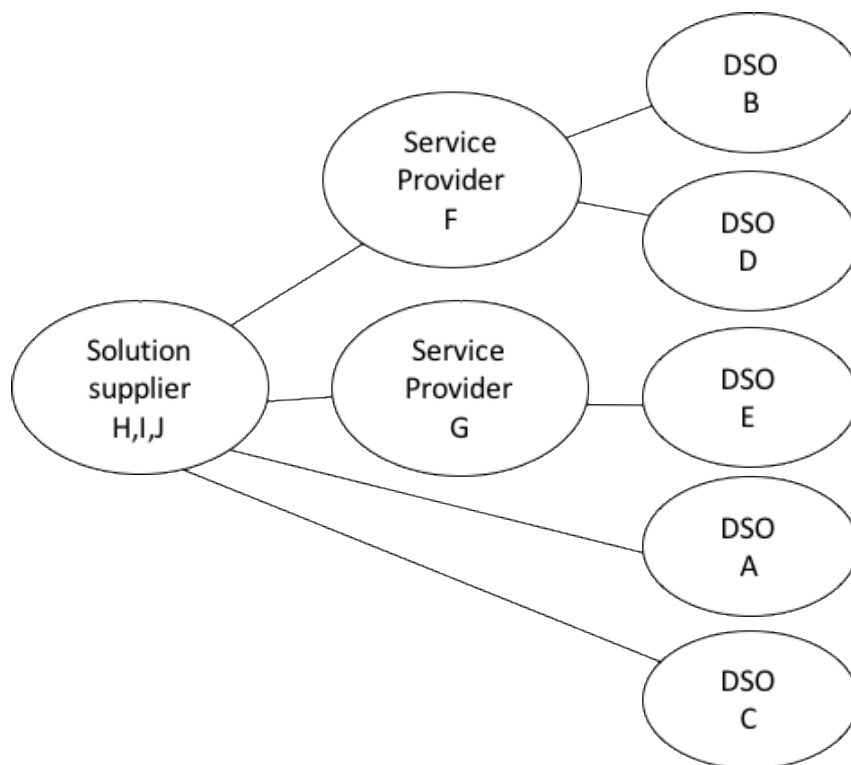 DSO
B
Service
Provider
F
DSO
D
Solution
supplier
H,I,J
Service
Provider
G
DSO
E
DSO
A
DSO
C